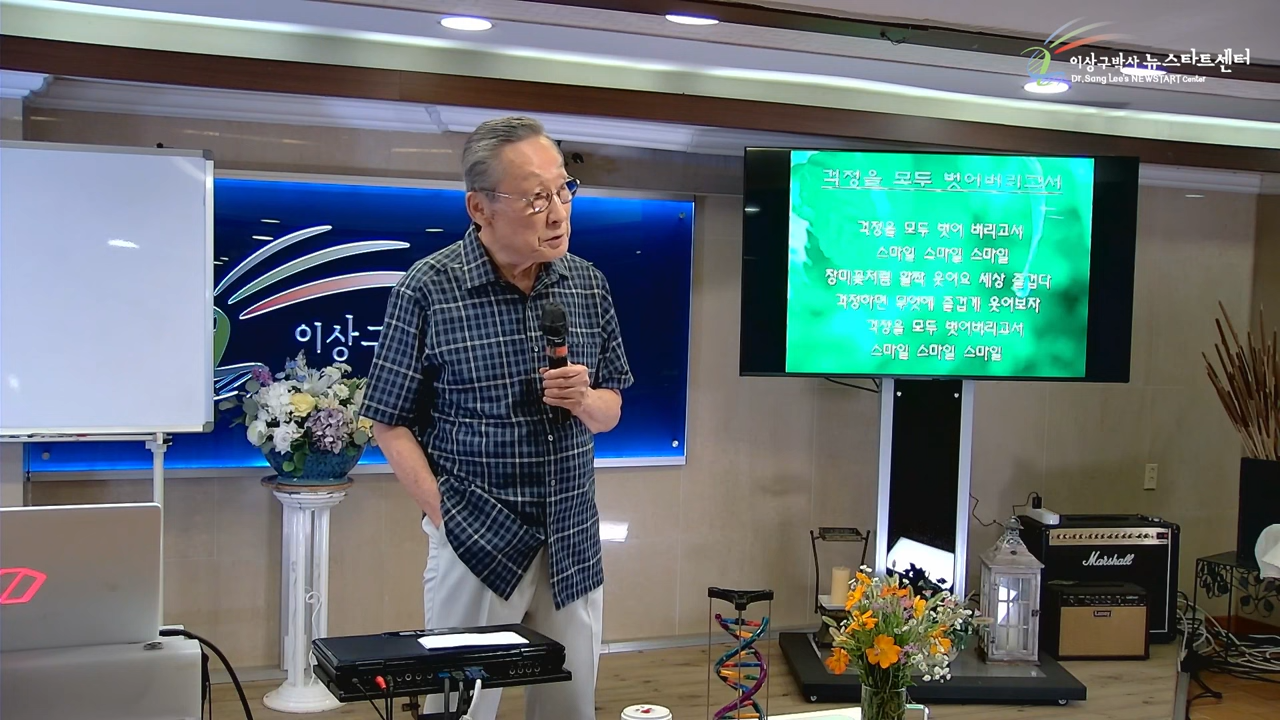 이상구박사 뉴스타트센터
Dr. Sang Lee's NEWSTART Center
걱정을 모두 벗어버리고서
걱정을 모두 벗어 버리고서
스마일 스마일 스마일
장미꽃처럼 활짝 웃어요 세상 즐겁다
걱정하면 무엇해 즐겁게 웃어보자
걱정을 모두 벗어버리고서
스마일 스마일 스마일
이상구
Marshall
Laney